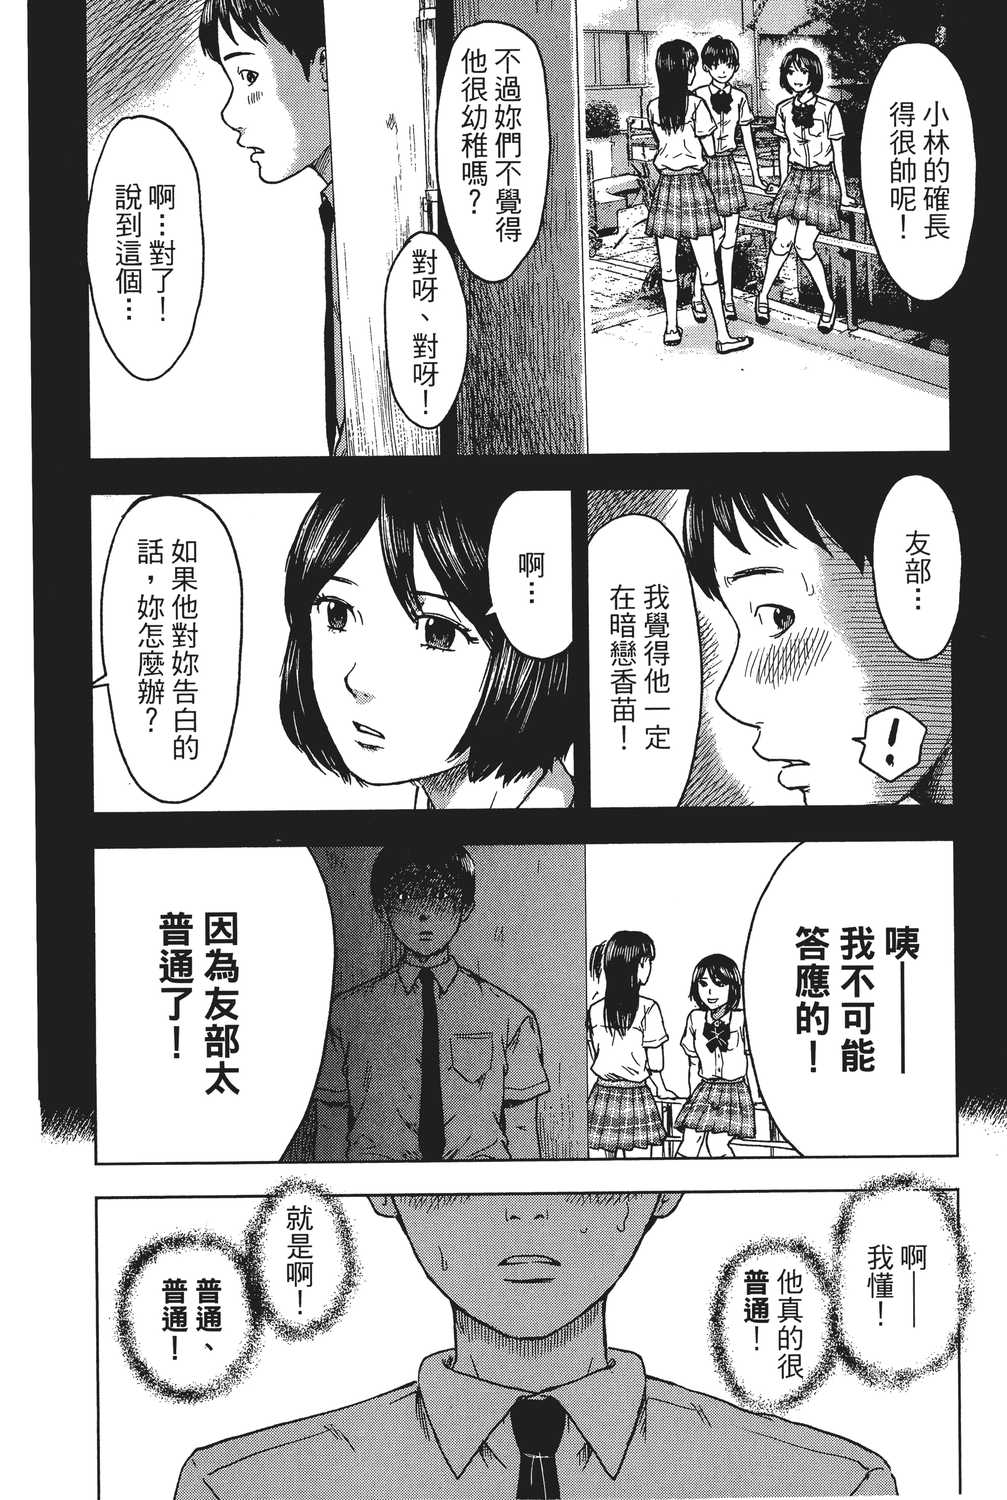 小林的確長
得很帥呢！
不過妳們不覺得
他很幼稚嗎？
對呀、對呀！
啊…對了！
說到這個…
友部…
我覺得他一定
在暗戀香苗！
！
啊…
如果他對妳告白的
話，妳怎麼辦？
咦——
我不可能
答應的！
因為友部太
普通了！
啊——
我懂！
他真的很
普通！
就是啊！
普通、
普通！